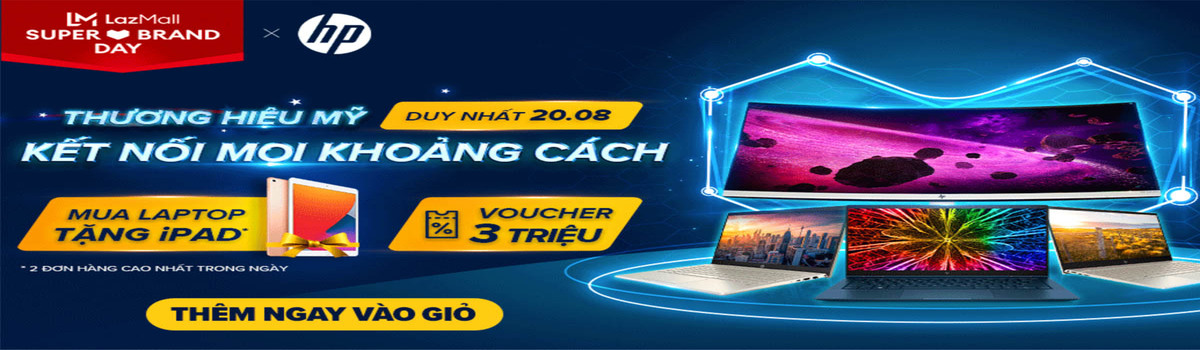 LM LazMall
SUPER BRAND
DAY
×
hp
THƯƠNG HIỆU MỸ
DUY NHẤT 20.08
KẾT NỐI MỌI KHOẢNG CÁCH
MUA LAPTOP
TẶNG iPAD*
VOUCHER
3 TRIỆU
* 2 ĐƠN HÀNG CAO NHẤT TRONG NGÀY
THÊM NGAY VÀO GIỎ